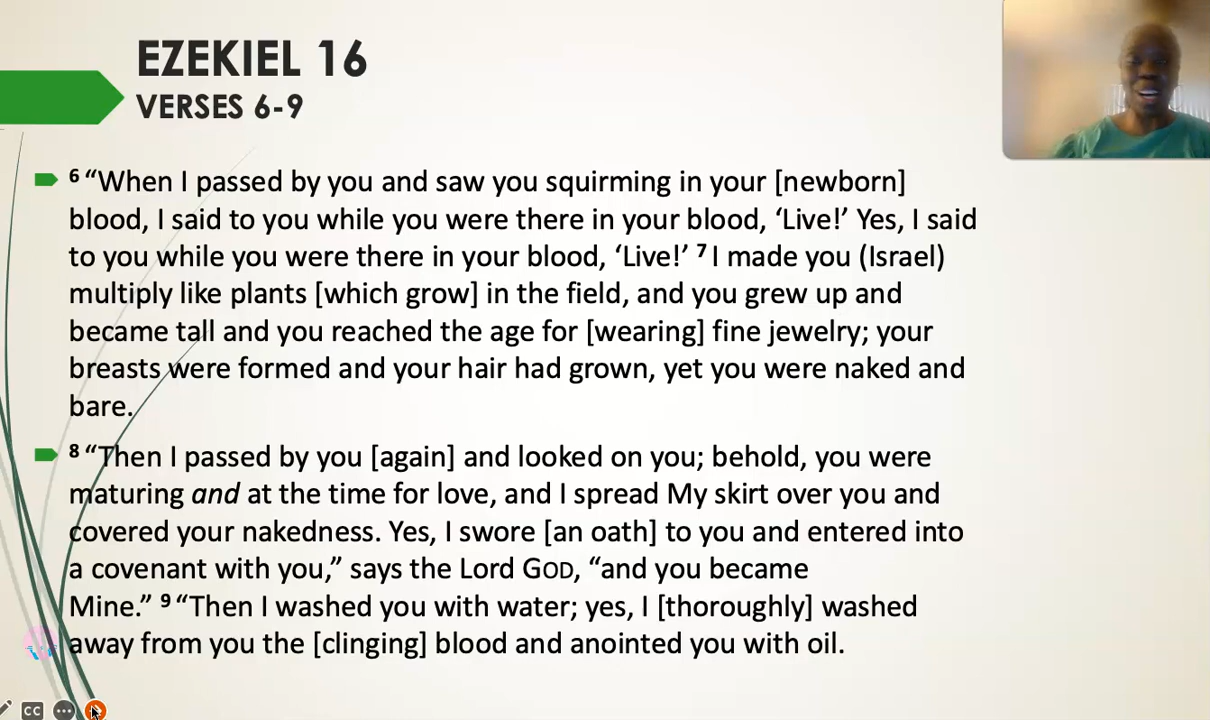 EZEKIEL 16
VERSES 6-9
⁶ “When I passed by you and saw you squirming in your [newborn]
blood, I said to you while you were there in your blood, ‘Live!’ Yes, I said
to you while you were there in your blood, ‘Live!’ ⁷ I made you (Israel)
multiply like plants [which grow] in the field, and you grew up and
became tall and you reached the age for [wearing] fine jewelry; your
breasts were formed and your hair had grown, yet you were naked and
bare.
⁸ “Then I passed by you [again] and looked on you; behold, you were
maturing and at the time for love, and I spread My skirt over you and
covered your nakedness. Yes, I swore [an oath] to you and entered into
a covenant with you,” says the Lord GOD, “and you became
Mine.” ⁹ “Then I washed you with water; yes, I [thoroughly] washed
away from you the [clinging] blood and anointed you with oil.
CC